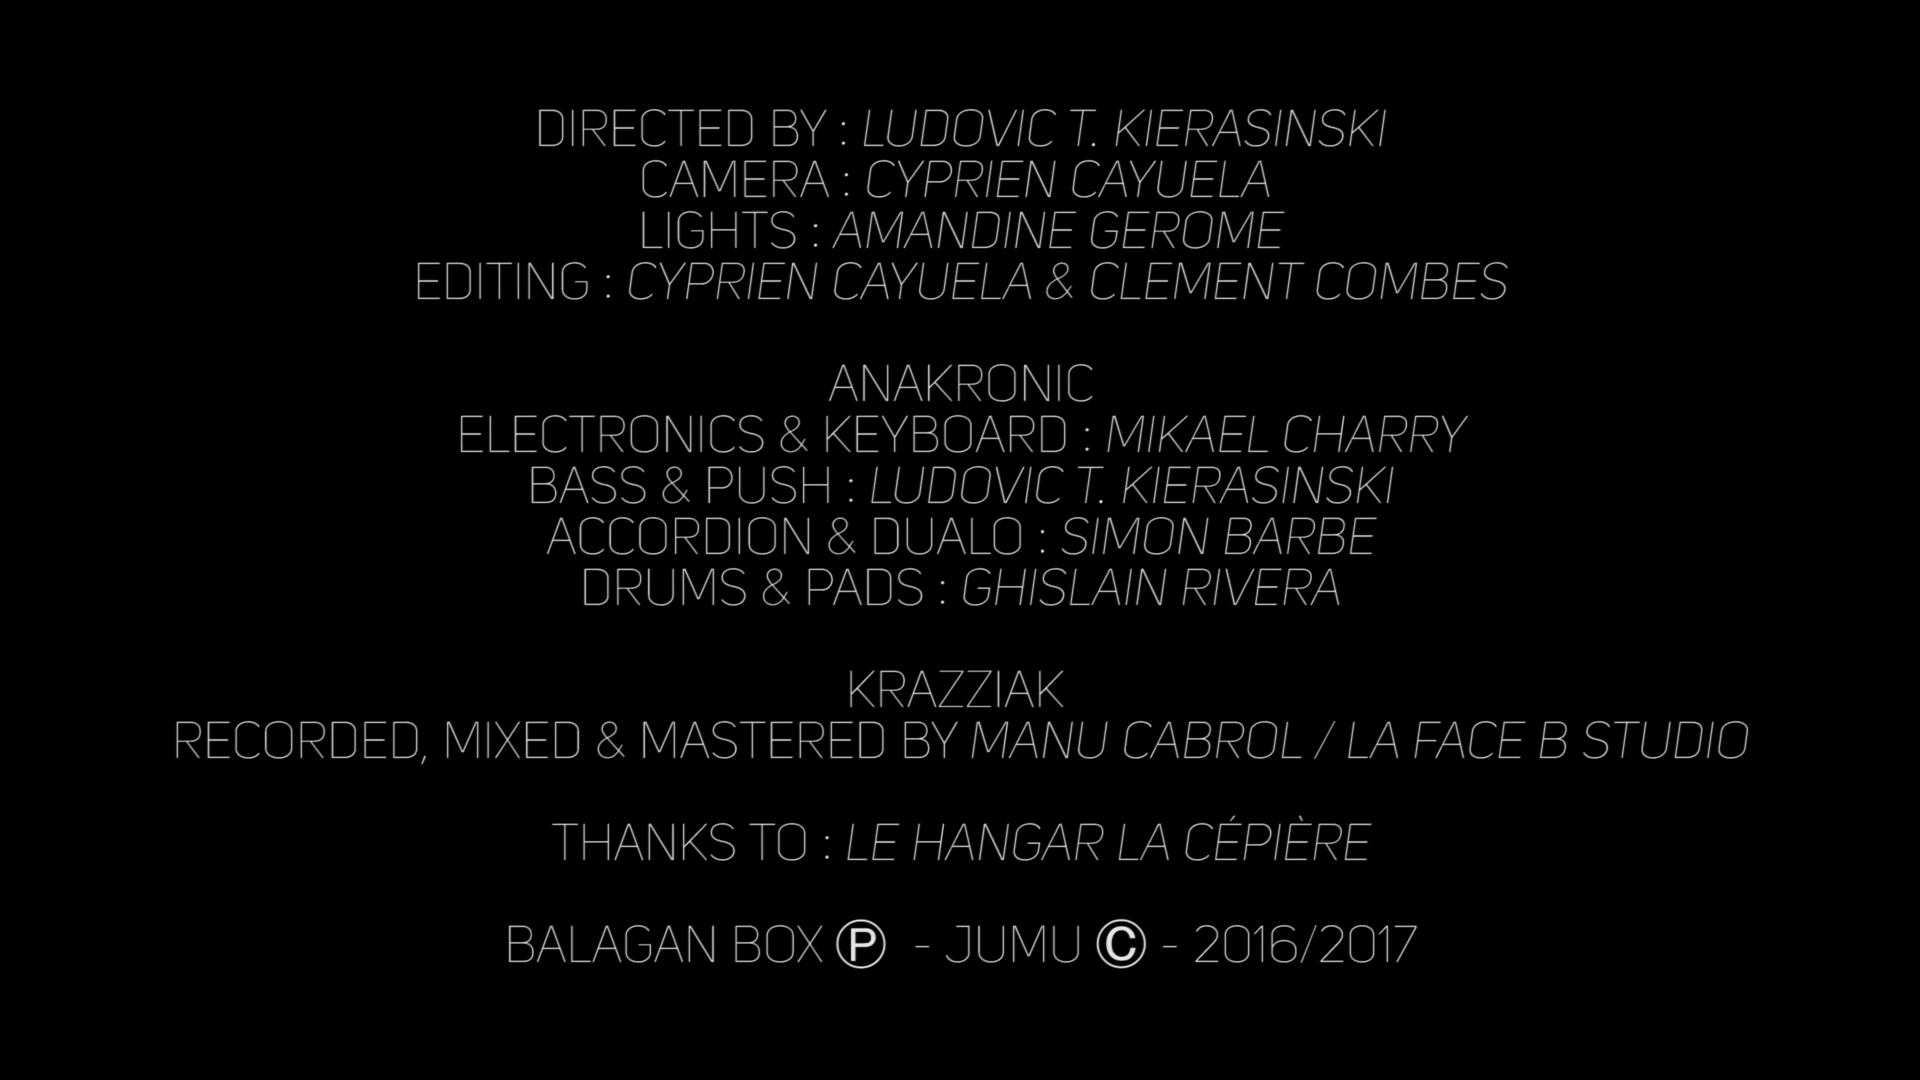 DIRECTED BY : LUDOVIC T. KIERASINSKI
CAMERA : CYPRIEN CAYUELA
LIGHTS : AMANDINE GEROME
EDITING : CYPRIEN CAYUELA & CLEMENT COMBES
ANAKRONIC
ELECTRONICS & KEYBOARD : MIKAEL CHARRY
BASS & PUSH : LUDOVIC T. KIERASINSKI
ACCORDION & DUALO : SIMON BARBE
DRUMS & PADS : GHISLAIN RIVERA
KRAZZIAK
RECORDED, MIXED & MASTERED BY MANU CABROL / LA FACE B STUDIO
THANKS TO : LE HANGAR LA CÉPIÈRE
BALAGAN BOX Ⓟ - JUMU © - 2016/2017